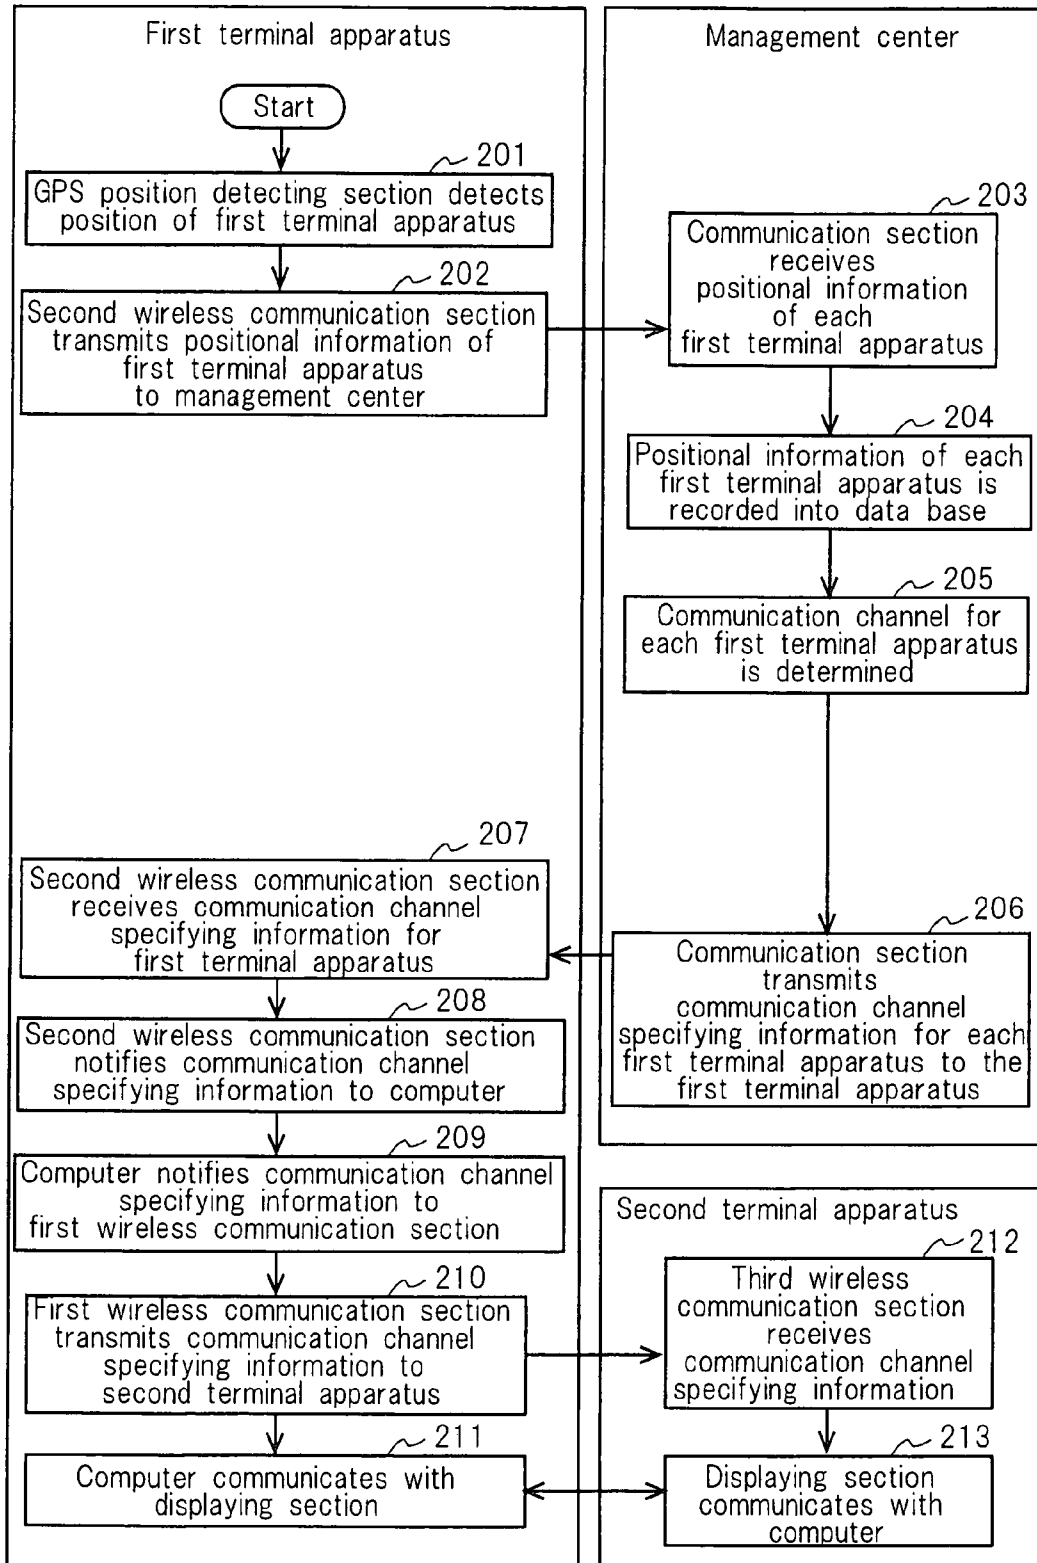 First terminal apparatus
Start
201
GPS position detecting section detects
position of first terminal apparatus
202
Second wireless communication section
transmits positional information of
first terminal apparatus
to management center
Management center
203
Communication section
receives
positional information
of each
first terminal apparatus
204
Positional information of each
first terminal apparatus is
recorded into data base
205
Communication channel for
each first terminal apparatus
is determined
206
Communication section
transmits
communication channel
specifying information for each
first terminal apparatus to the
first terminal apparatus
207
Second wireless communication section
receives communication channel
specifying information for
first terminal apparatus
208
Second wireless communication section
notifies communication channel
specifying information to computer
209
Computer notifies communication channel
specifying information to
first wireless communication section
210
First wireless communication section
transmits communication channel
specifying information to
second terminal apparatus
211
Computer communicates with
displaying section
Second terminal apparatus
212
Third wireless
communication section
receives
communication channel
specifying information
213
Displaying section
communicates with
computer